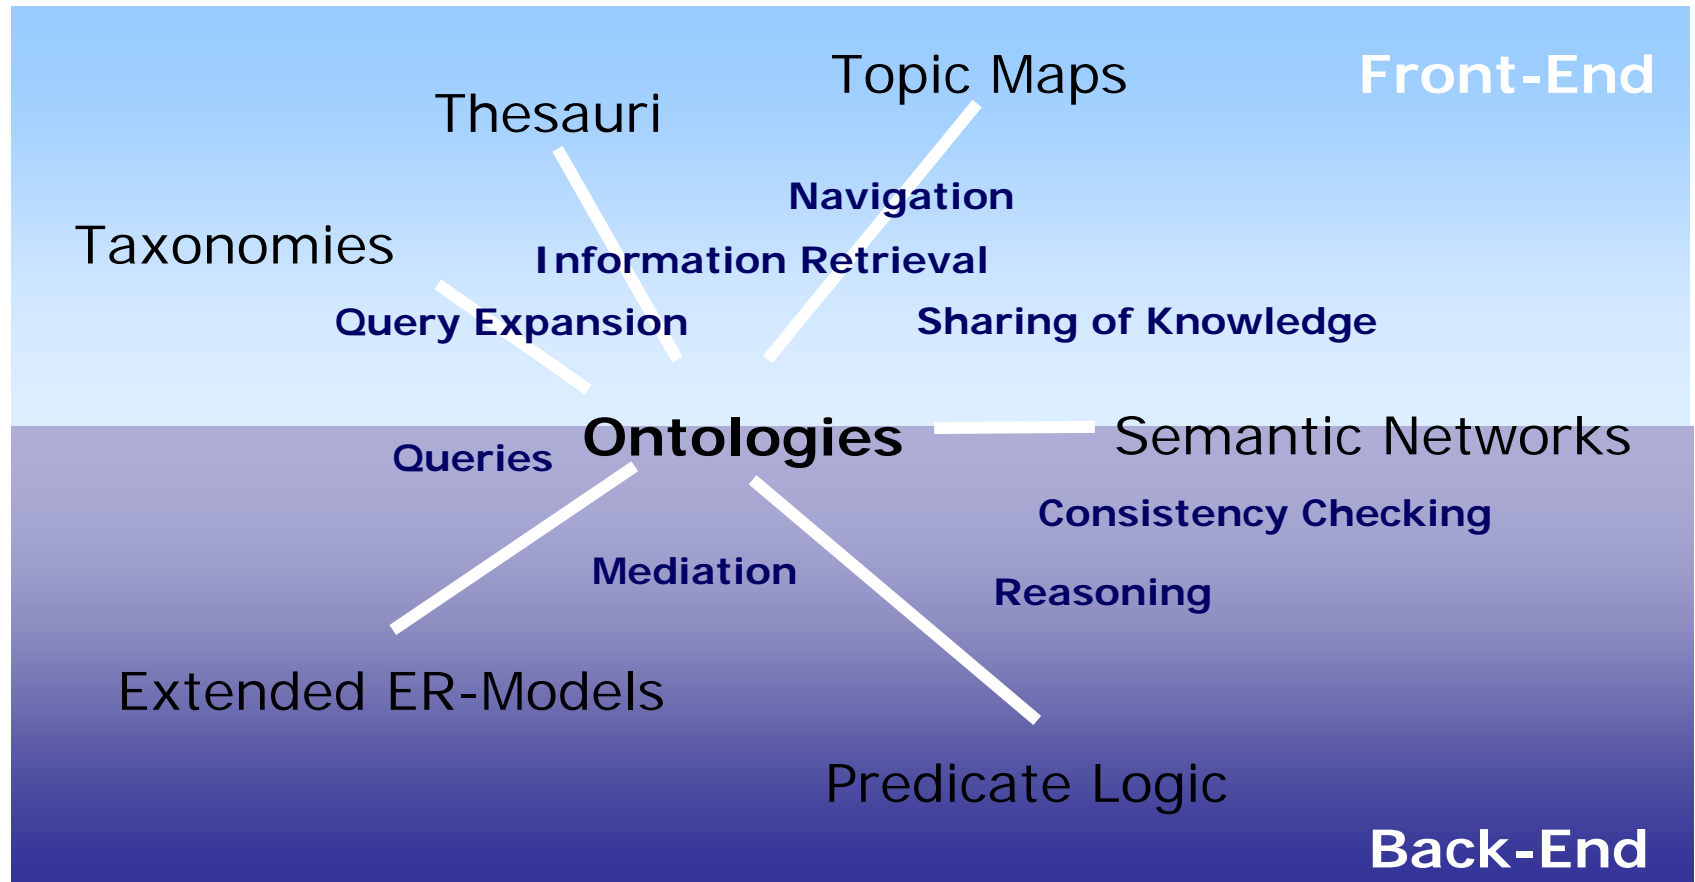 Topic Maps
Front-End
Thesauri
Navigation
Taxonomies
Information Retrieval
Query Expansion
Sharing of Knowledge
Ontologies
Semantic Networks
Queries
Consistency Checking
Mediation
Reasoning
Extended ER-Models
Predicate Logic
Back-End